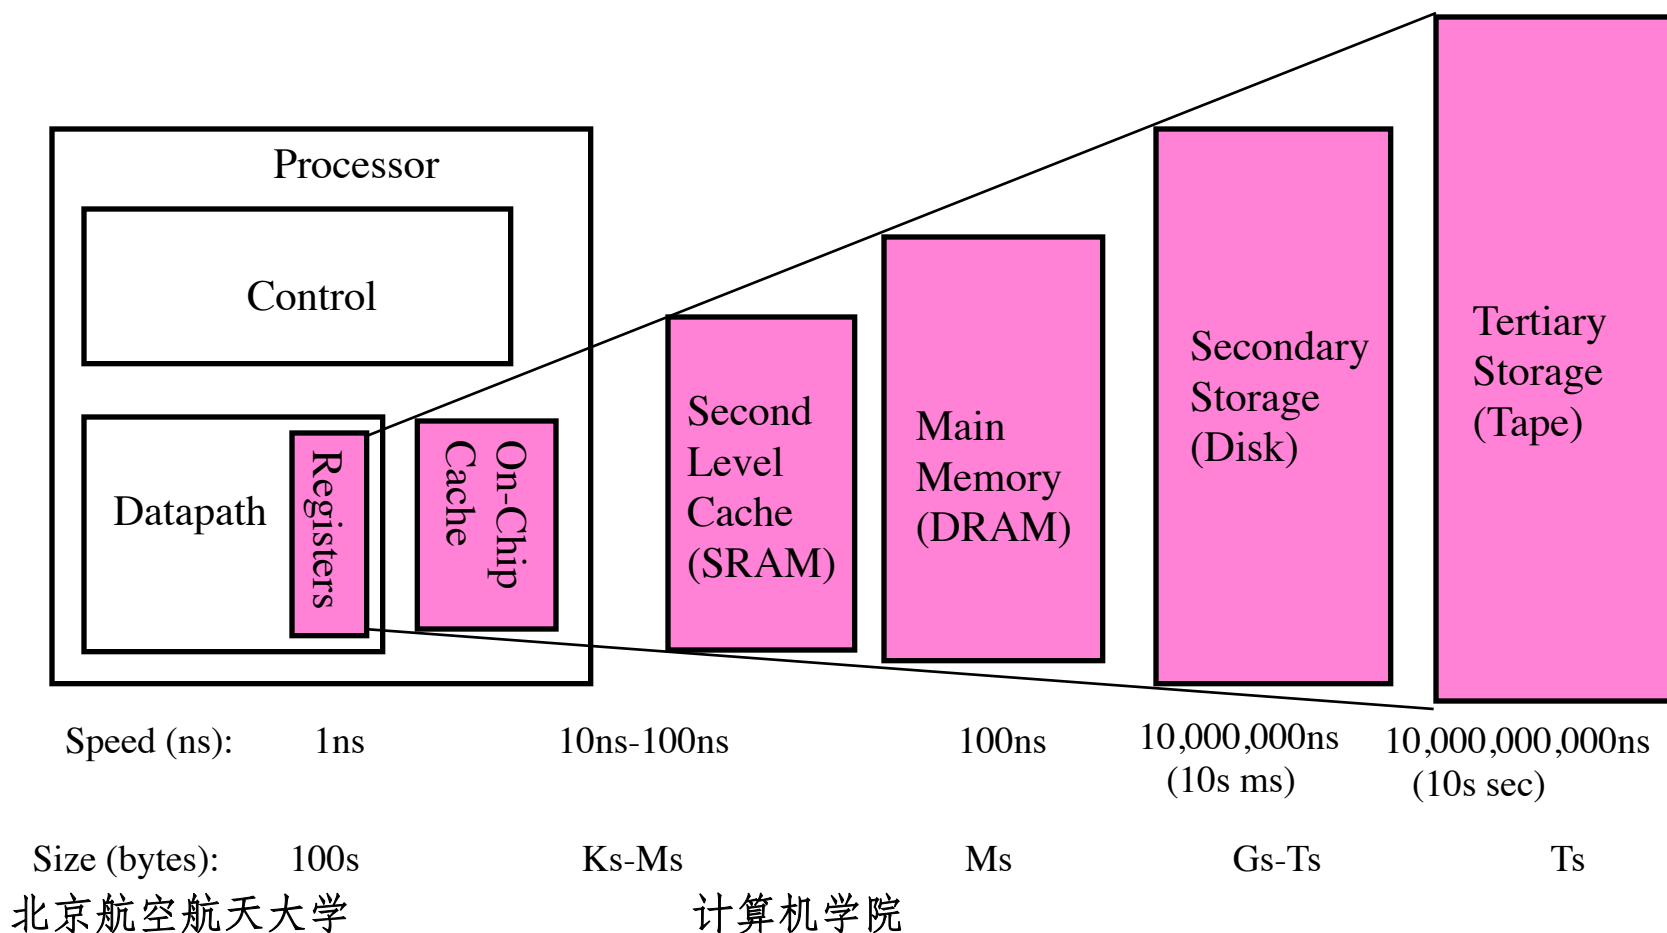 Processor
Control
Datapath
Registers
On-Chip
Cache
Second
Level
Cache
(SRAM)
Main
Memory
(DRAM)
Secondary
Storage
(Disk)
Tertiary
Storage
(Tape)
Speed (ns): 1ns 10ns-100ns 100ns 10,000,000ns 10,000,000,000ns
(10s ms) (10s sec)
Size (bytes): 100s Ks-Ms Ms Gs-Ts Ts
北京航空航天大学 计算机学院